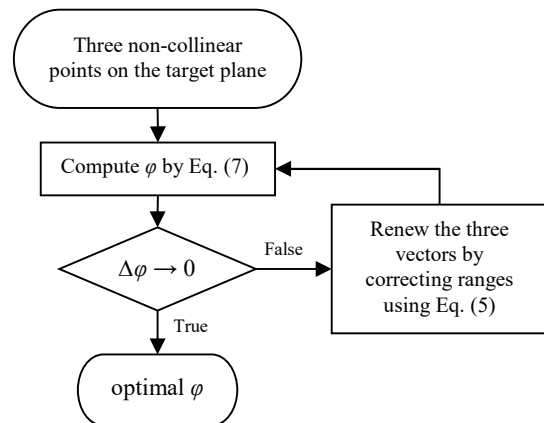 Three non-collinear
points on the target plane
Compute φ by Eq. (7)
Δφ → 0
False
Renew the three
vectors by
correcting ranges
using Eq. (5)
True
optimal φ